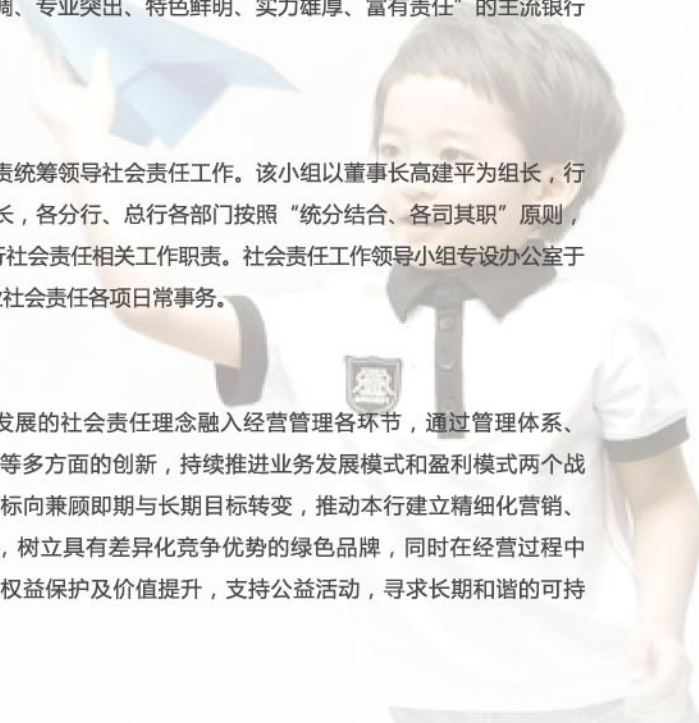 调、专业突出、特色鲜明、实力雄厚、富有责任”的主流银行
责统筹领导社会责任工作。该小组以董事长高建平为组长，行
长，各分行、总行各部门按照“统分结合、各司其职”原则，
行社会责任相关工作职责。社会责任工作领导小组专设办公室于
社会责任各项日常事务。
发展的社会责任理念融入经营管理各环节，通过管理体系、
等多方面的创新，持续推进业务发展模式和盈利模式两个战
标向兼顾即期与长期目标转变，推动本行建立精细化营销、
，树立具有差异化竞争优势的绿色品牌，同时在经营过程中
权益保护及价值提升，支持公益活动，寻求长期和谐的可持